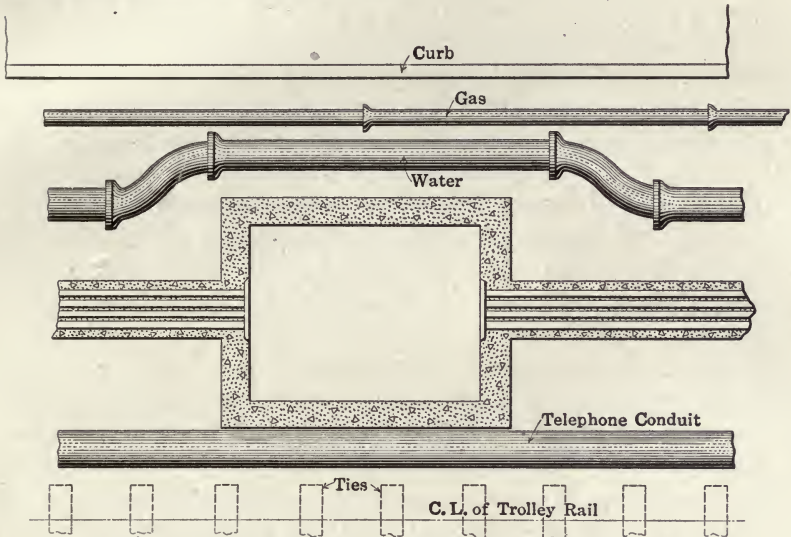 Curb
Gas
Water
Telephone Conduit
Ties
C.L. of Trolley Rail